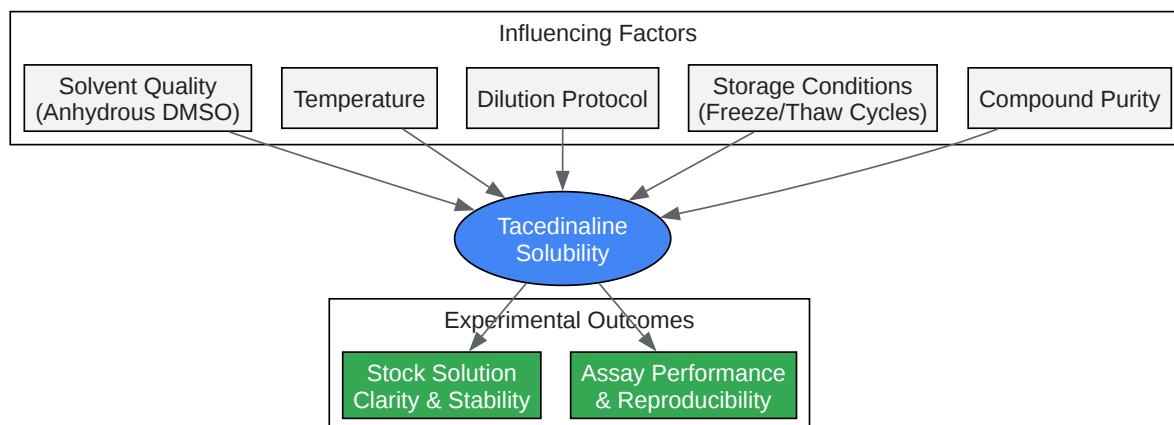 Influencing Factors
Solvent Quality
(Anhydrous DMSO)
Temperature
Dilution Protocol
Storage Conditions
(Freeze/Thaw Cycles)
Compound Purity
Tacedinaline
Solubility
Experimental Outcomes
Stock Solution
Clarity & Stability
Assay Performance
& Reproducibility